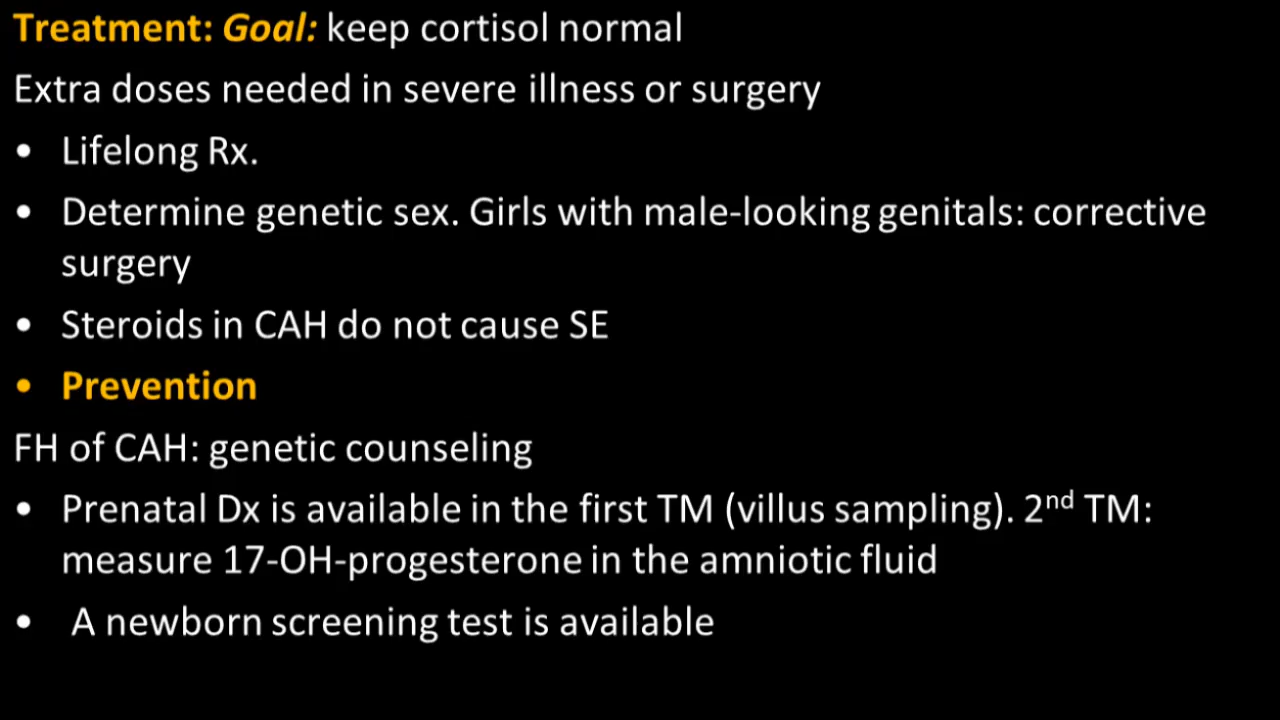 Treatment: Goal: keep cortisol normal
Extra doses needed in severe illness or surgery
• Lifelong Rx.
• Determine genetic sex. Girls with male-looking genitals: corrective
surgery
• Steroids in CAH do not cause SE
• Prevention
FH of CAH: genetic counseling
• Prenatal Dx is available in the first TM (villus sampling). 2nd TM:
measure 17-OH-progesterone in the amniotic fluid
• A newborn screening test is available